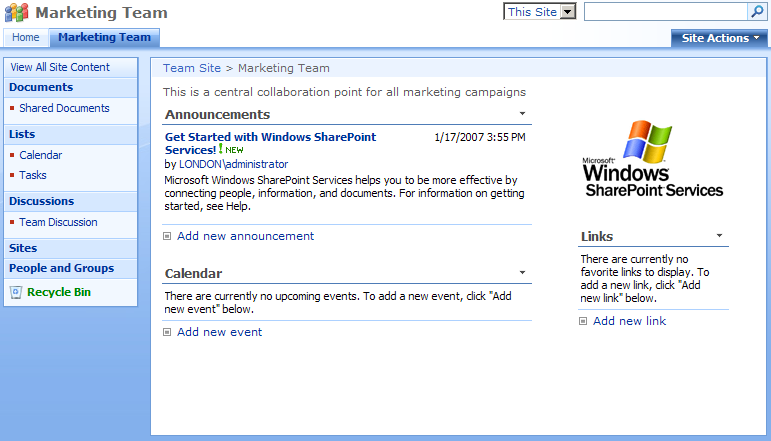 Marketing Team
This Site
Home
Marketing Team
Site Actions
View All Site Content
Documents
Shared Documents
Lists
Calendar
Tasks
Discussions
Team Discussion
Sites
People and Groups
Recycle Bin
Team Site > Marketing Team
This is a central collaboration point for all marketing campaigns
Announcements
Get Started with Windows SharePoint 1/17/2007 3:55 PM
Services! ! NEW
by LONDON\administrator
Microsoft Windows SharePoint Services helps you to be more effective by
connecting people, information, and documents. For information on getting
started, see Help.
Add new announcement
Calendar
There are currently no upcoming events. To add a new event, click "Add
new event" below.
Add new event
Microsoft
Windows
SharePoint Services
Links
There are currently no
favorite links to display. To
add a new link, click "Add
new link" below.
Add new link